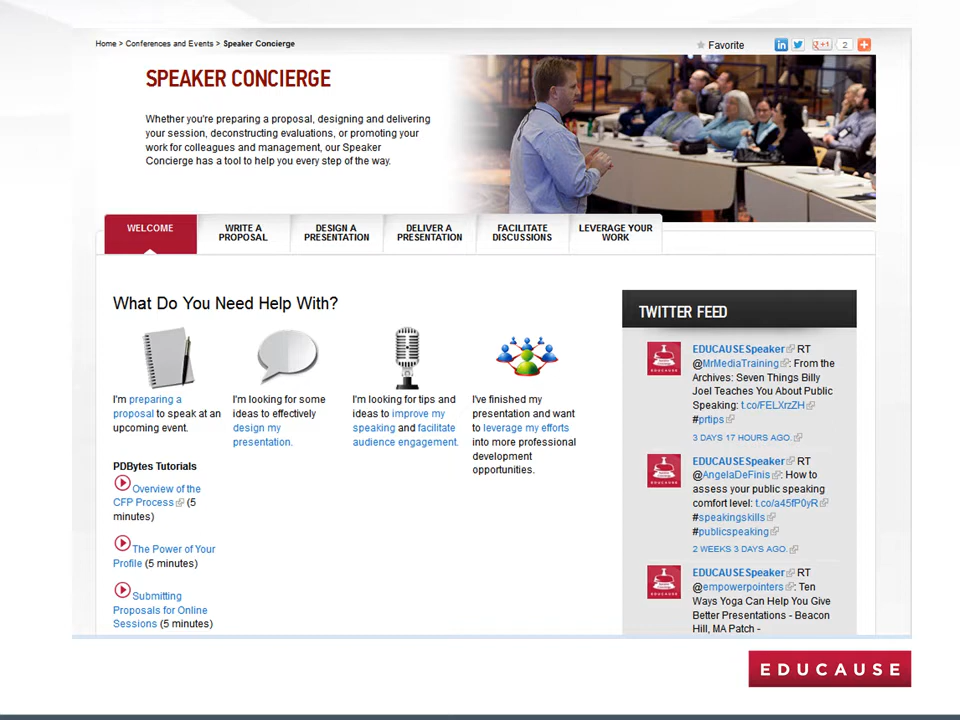 Home > Conferences and Events > Speaker Concierge
Favorite
in
g+1
2
SPEAKER CONCIERGE
Whether you're preparing a proposal, designing and delivering
your session, deconstructing evaluations, or promoting your
work for colleagues and management, our Speaker
Concierge has a tool to help you every step of the way.
WELCOME
WRITE A
PROPOSAL
DESIGN A
PRESENTATION
DELIVER A
PRESENTATION
FACILITATE
DISCUSSIONS
LEVERAGE YOUR
WORK
What Do You Need Help With?
I'm preparing a
proposal to speak at an
upcoming event.
I'm looking for some
ideas to effectively
design my
presentation.
I'm looking for tips and
ideas to improve my
speaking and facilitate
audience engagement.
I've finished my
presentation and want
to leverage my efforts
into more professional
development
opportunities.
PDBytes Tutorials
Overview of the
CFP Process (5
minutes)
The Power of Your
Profile (5 minutes)
Submitting
Proposals for Online
Sessions (5 minutes)
TWITTER FEED
EDUCAUSE
EDUCAUSESpeaker RT
@MrMediaTraining: From the
Archives: Seven Things Billy
Joel Teaches You About Public
Speaking: t.co/FELXrzZH
#prtips
3 DAYS 17 HOURS AGO.
EDUCAUSE
EDUCAUSESpeaker RT
@AngelaDeFinis: How to
assess your public speaking
comfort level: t.co/a45fP0yR
#speakingskills
#publicspeaking
2 WEEKS 3 DAYS AGO.
EDUCAUSE
EDUCAUSESpeaker RT
@empowerpointers: Ten
Ways Yoga Can Help You Give
Better Presentations - Beacon
Hill, MA Patch -
EDUCAUSE